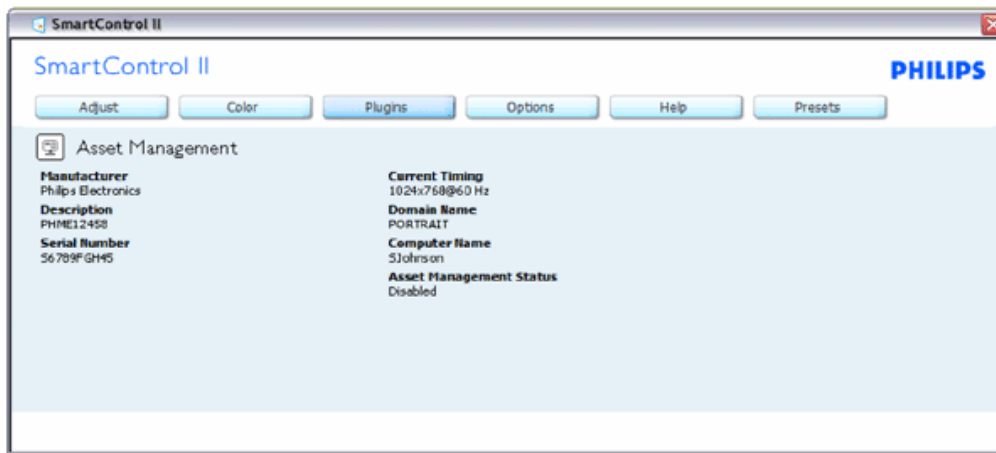 SmartControl II
SmartControl II
PHILIPS
Adjust Color Plugins Options Help Presets
Asset Management
Manufacturer
Philips Electronics
Description
PHME12458
Serial Number
56789FGH45
Current Timing
1024x768@60 Hz
Domain Name
PORTRAIT
Computer Name
SJohnson
Asset Management Status
Disabled